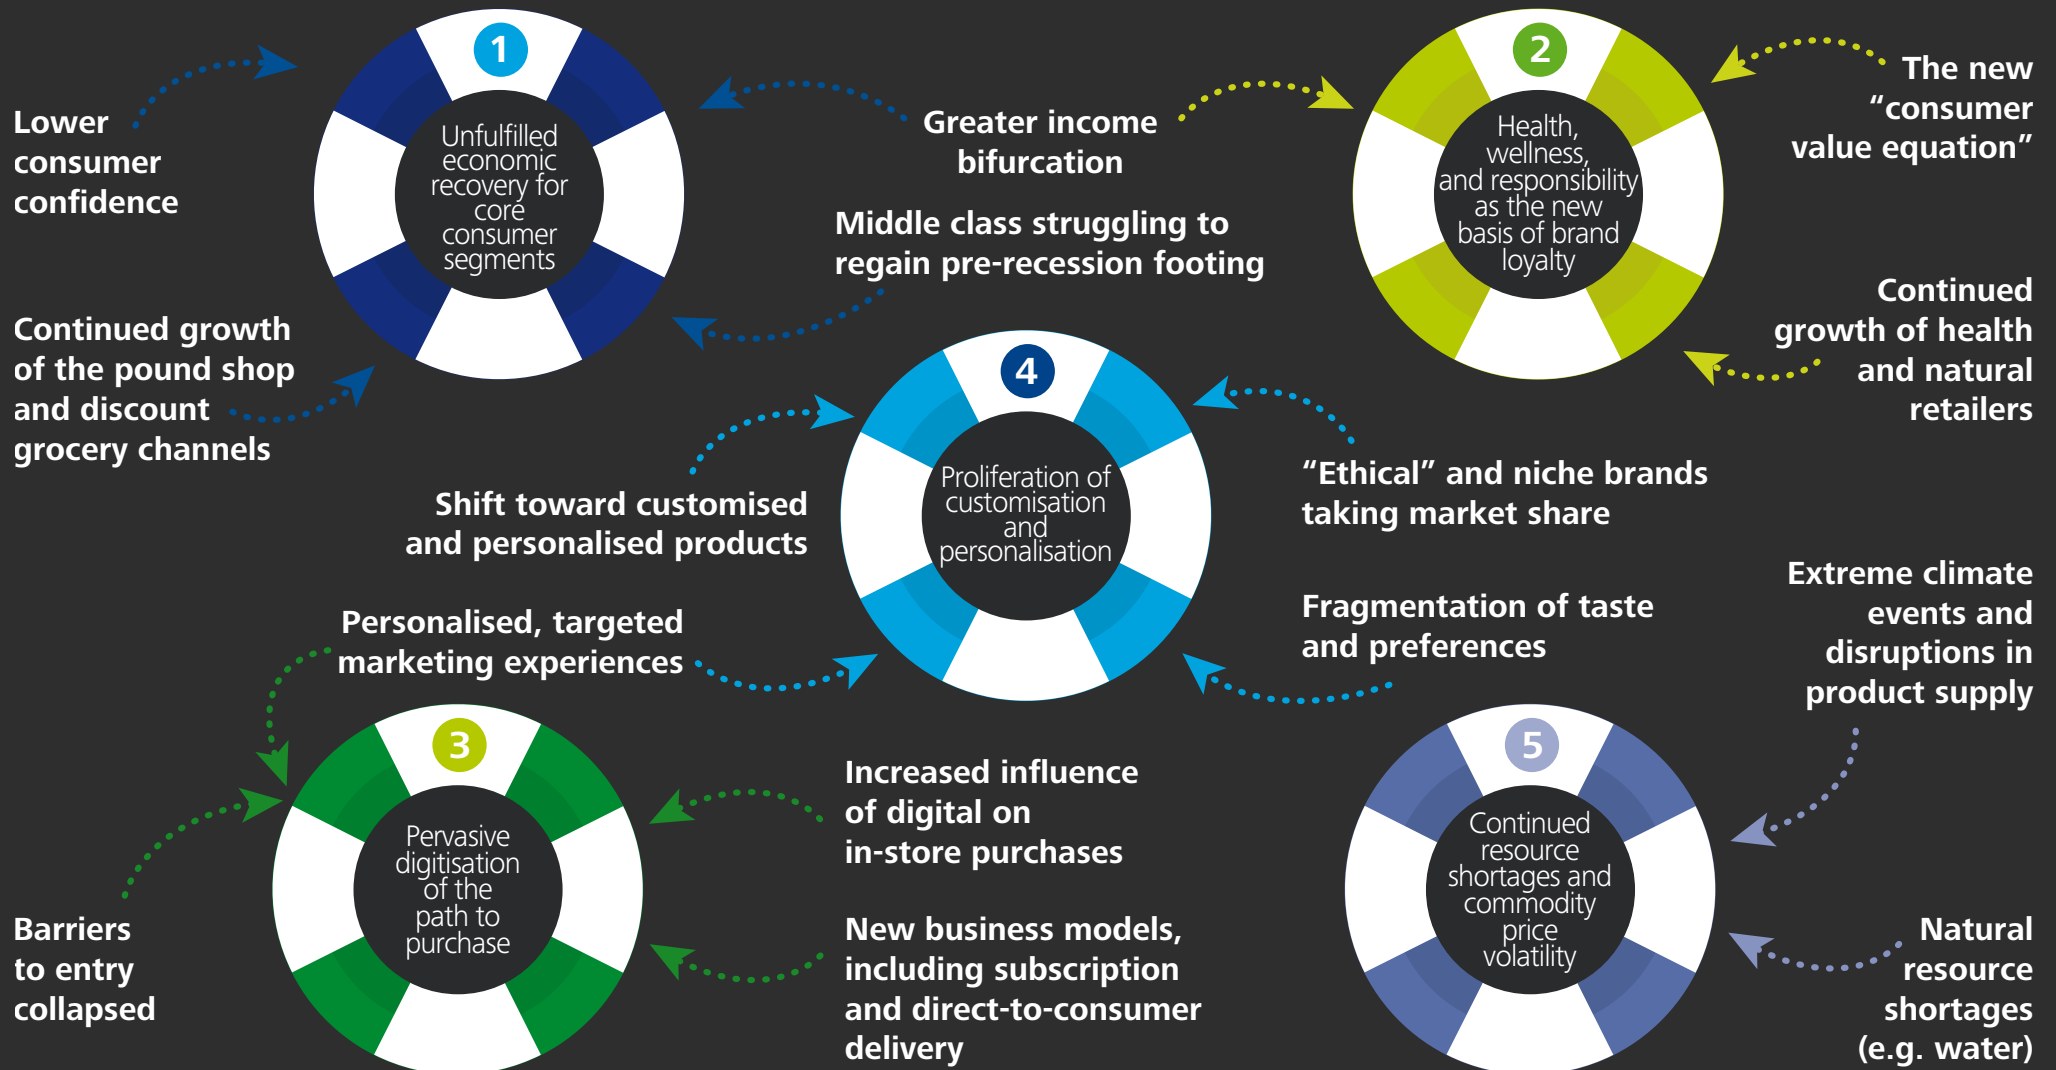 1
Unfulfilled
economic
recovery for
core
consumer
segments
Lower
consumer
confidence
Continued growth
of the pound shop
and discount
grocery channels
Greater income
bifurcation
Middle class struggling to
regain pre-recession footing
2
Health,
wellness,
and responsibility
as the new
basis of brand
loyalty
The new
“consumer
value equation”
Continued
growth of health
and natural
retailers
4
Proliferation of
customisation
and
personalisation
Shift toward customised
and personalised products
Personalised, targeted
marketing experiences
“Ethical” and niche brands
taking market share
Fragmentation of taste
and preferences
3
Pervasive
digitisation
of the
path to
purchase
Barriers
to entry
collapsed
Increased influence
of digital on
in-store purchases
New business models,
including subscription
and direct-to-consumer
delivery
5
Continued
resource
shortages and
commodity
price
volatility
Extreme climate
events and
disruptions in
product supply
Natural
resource
shortages
(e.g. water)